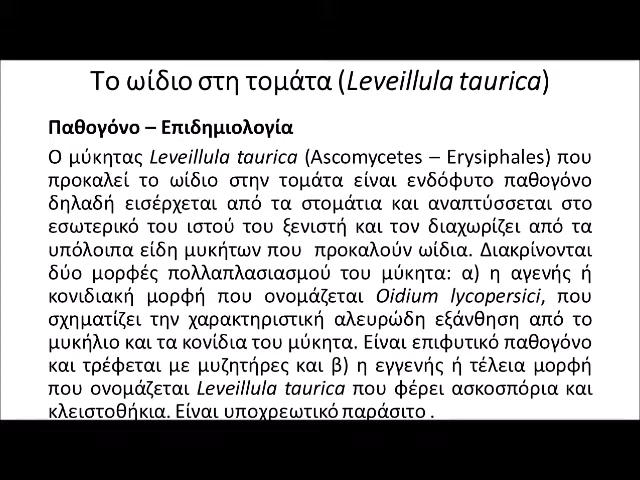 Το ωίδιο στη τομάτα (Leveillula taurica)
Παθογόνο – Επιδημιολογία
Ο μύκητας Leveillula taurica (Ascomycetes – Erysiphales) που
προκαλεί το ωίδιο στην τομάτα είναι ενδόφυτο παθογόνο
δηλαδή εισέρχεται από τα στομάτια και αναπτύσσεται στο
εσωτερικό του ιστού του ξενιστή και τον διαχωρίζει από τα
υπόλοιπα είδη μυκήτων που προκαλούν ωίδια. Διακρίνονται
δύο μορφές πολλαπλασιασμού του μύκητα: α) η αγενής ή
κονιδιακή μορφή που ονομάζεται Oidium lycopersici, που
σχηματίζει την χαρακτηριστική αλευρώδη εξάνθηση από το
μυκήλιο και τα κονίδια του μύκητα. Είναι επιφυτικό παθογόνο
και τρέφεται με μυζητήρες και β) η εγγενής ή τέλεια μορφή
που ονομάζεται Leveillula taurica που φέρει ασκοσπόρια και
κλειστοθήκια. Είναι υποχρεωτικό παράσιτο .